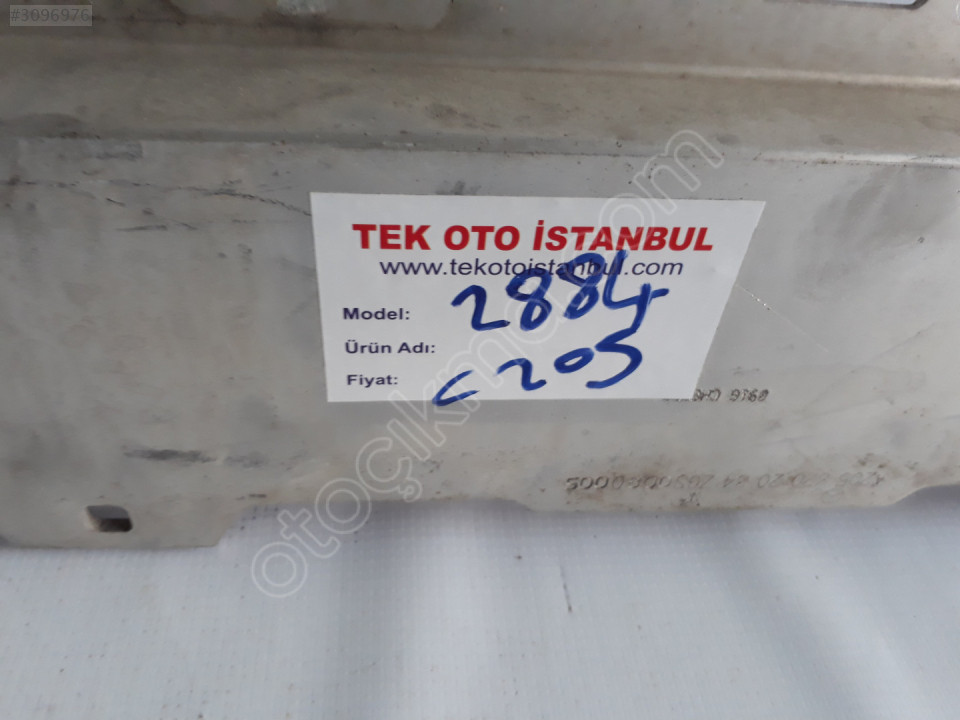 #3096976
TEK OTO İSTANBUL
www.tekotoistanbul.com
Model: 2884
Ürün Adı:
Fiyat: C205
otoçıkma.com